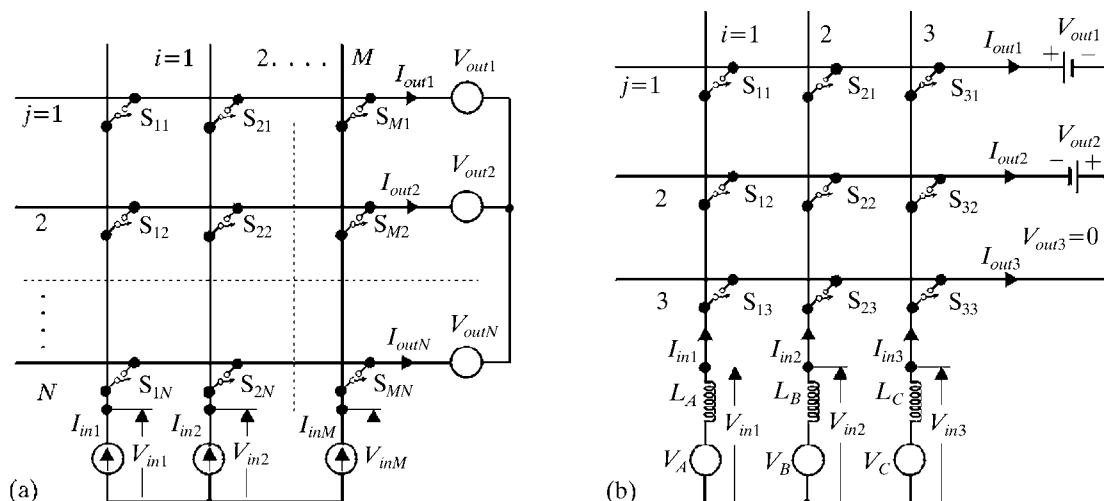 i=1 2. . . . M I_out1 V_out1
j=1 S_11 S_21 S_M1
I_out2 V_out2
2 S_12 S_22 S_M2
I_outN V_outN
N S_1N S_2N S_MN
I_in1 V_in1 I_in2 V_in2 I_inM V_inM
(a)
i=1 2 3 I_out1 V_out1
+ −
j=1 S_11 S_21 S_31
I_out2 V_out2
- +
2 S_12 S_22 S_32
V_out3=0
I_out3
3 S_13 S_23 S_33
I_in1 I_in2 I_in3
L_A V_in1 L_B V_in2 L_C V_in3
V_A V_B V_C
(b)